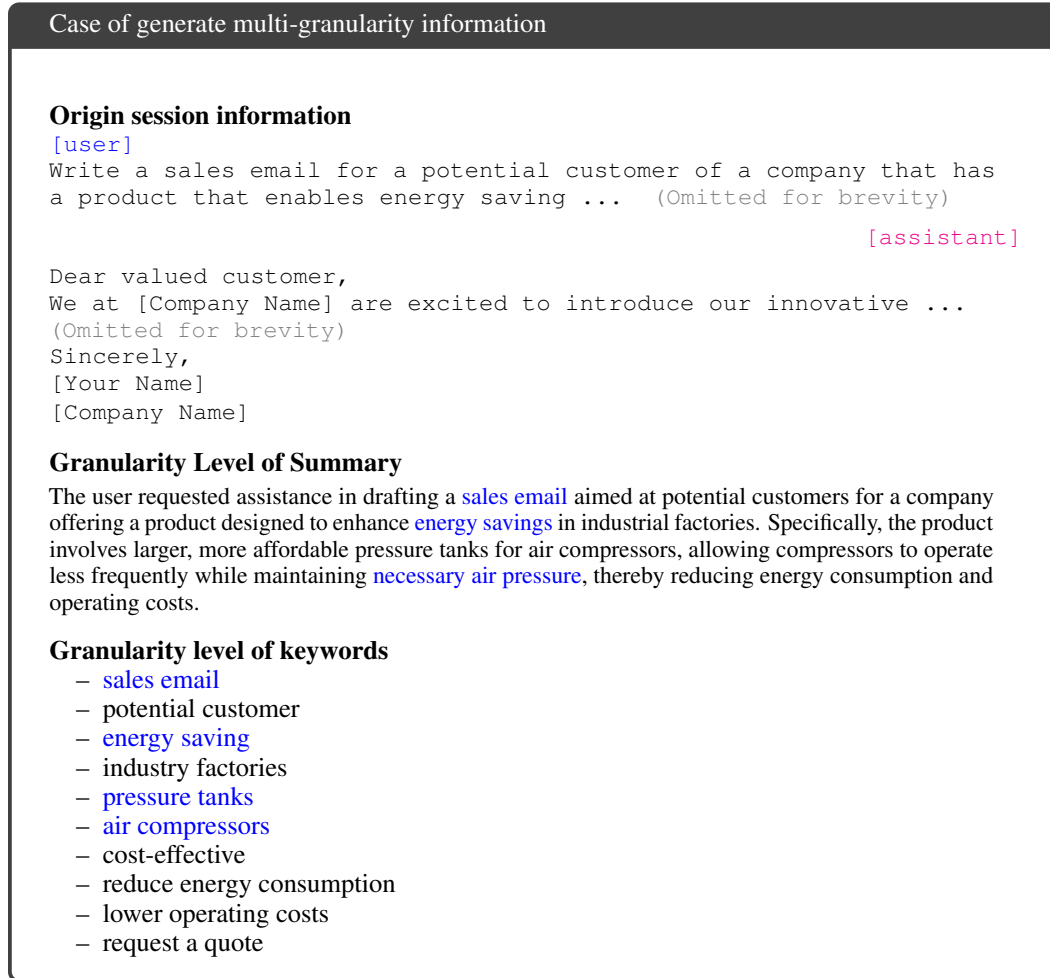 Case of generate multi-granularity information
Origin session information
[user]
Write a sales email for a potential customer of a company that has
a product that enables energy saving ... (Omitted for brevity)
[assistant]
Dear valued customer,
We at [Company Name] are excited to introduce our innovative ...
(Omitted for brevity)
Sincerely,
[Your Name]
[Company Name]
Granularity Level of Summary
The user requested assistance in drafting a sales email aimed at potential customers for a company
offering a product designed to enhance energy savings in industrial factories. Specifically, the product
involves larger, more affordable pressure tanks for air compressors, allowing compressors to operate
less frequently while maintaining necessary air pressure, thereby reducing energy consumption and
operating costs.
Granularity level of keywords
– sales email
– potential customer
– energy saving
– industry factories
– pressure tanks
– air compressors
– cost-effective
– reduce energy consumption
– lower operating costs
– request a quote